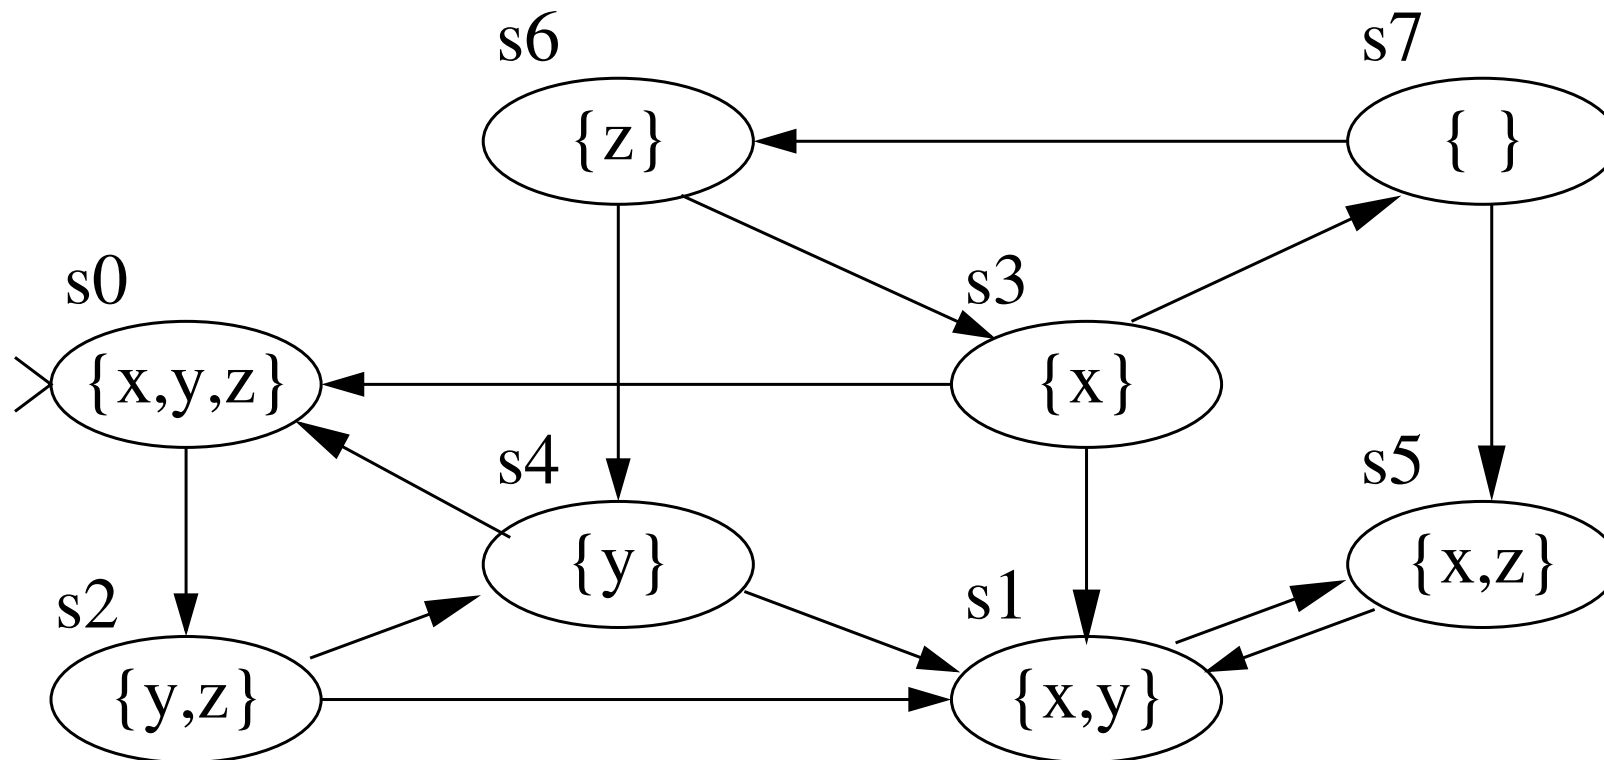 s6
s7
{z}
{ }
s0
s3
{x,y,z}
{x}
s4
s5
{y}
{x,z}
s2
s1
{y,z}
{x,y}